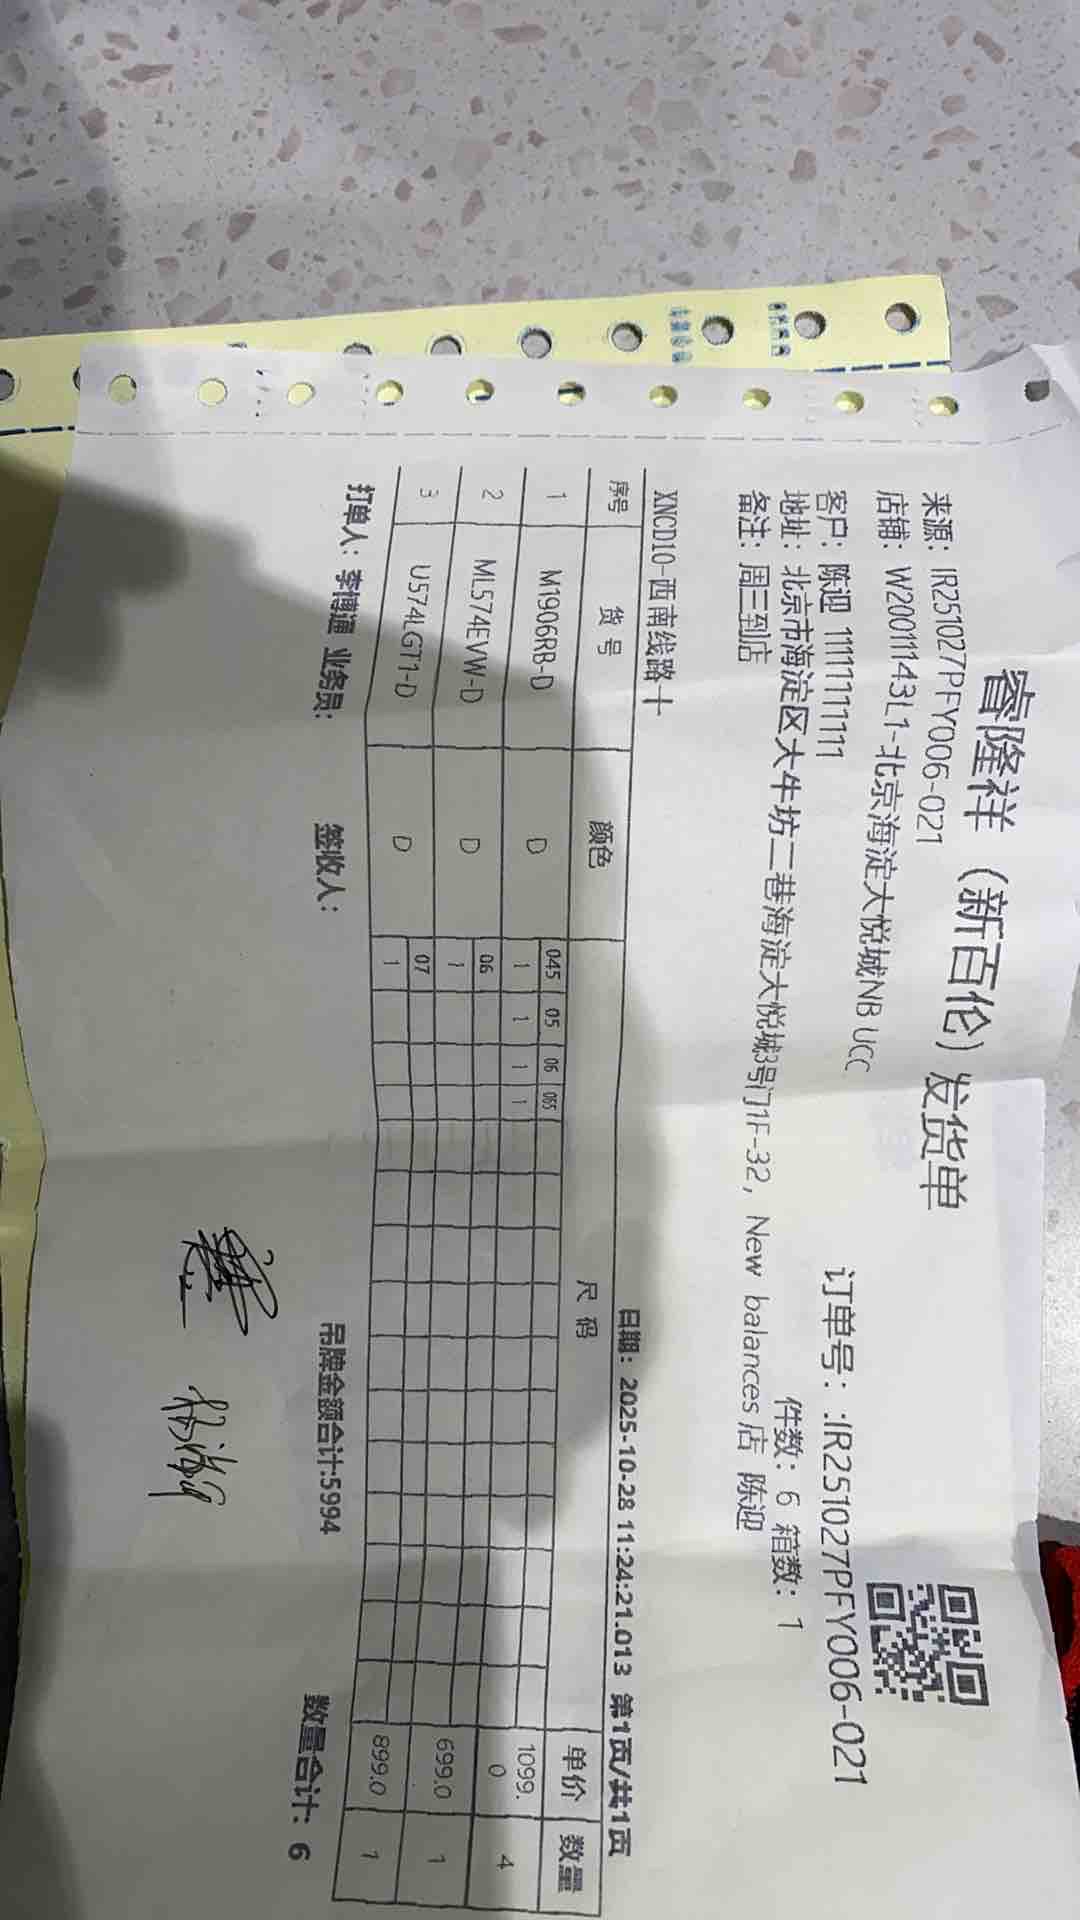 睿隆祥（新百伦）发货单
来源：IR251027PFY006-021
订单号：:IR251027PFY006-021
店铺：W2001143L1-北京海淀大悦城NB UCC
客户：陈迎 11111111111
件数：6 箱数：1
地址：北京市海淀区大牛坊二巷海淀大悦城3号门1F-32，New balances店 陈迎
备注：周三到店
XNCD10-西南线路十
日期：2025-10-28 11:24:21.013 第1页/共1页
序号 货号 颜色 尺码 单价 数量
1 M1906RB-D D 045 05 06 065 1099.0 4
1 1 1 1
2 ML574EVW-D D 06 699.0 1
1
3 U574LGT1-D D 07 899.0 1
1
打单人：李博通 业务员: 签收人： 吊牌金额合计:5994 数量合计：6